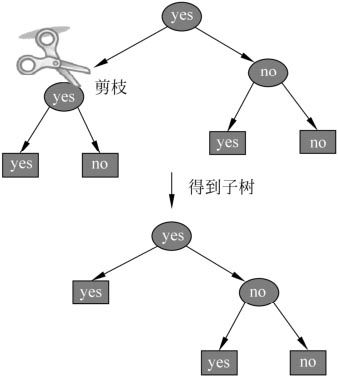 yes
no
剪枝
yes
yes
no
yes
no
得到子树
yes
yes
no
yes
no